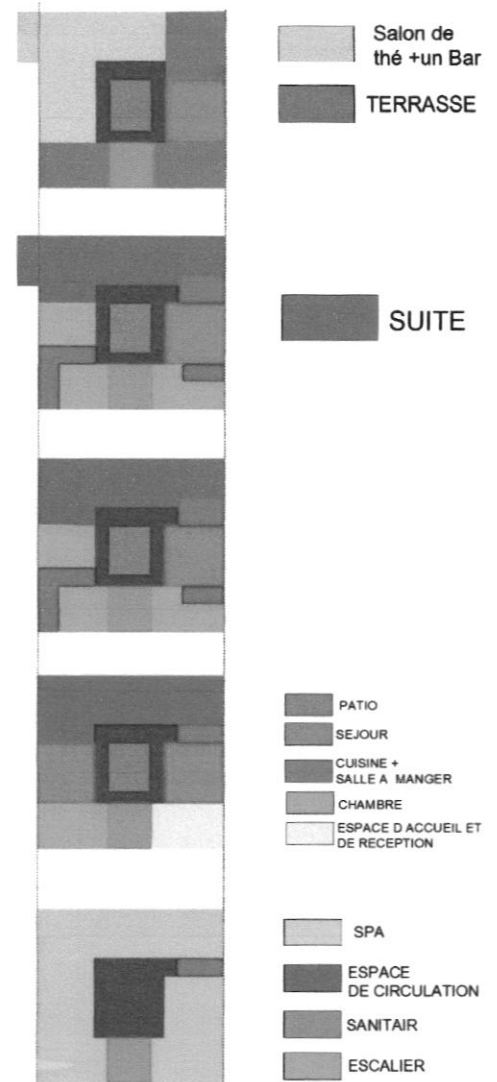 Salon de
thé +un Bar
TERRASSE
SUITE
PATIO
SEJOUR
CUISINE +
SALLE A MANGER
CHAMBRE
ESPACE D ACCUEIL ET
DE RECEPTION
SPA
ESPACE
DE CIRCULATION
SANITAIR
ESCALIER